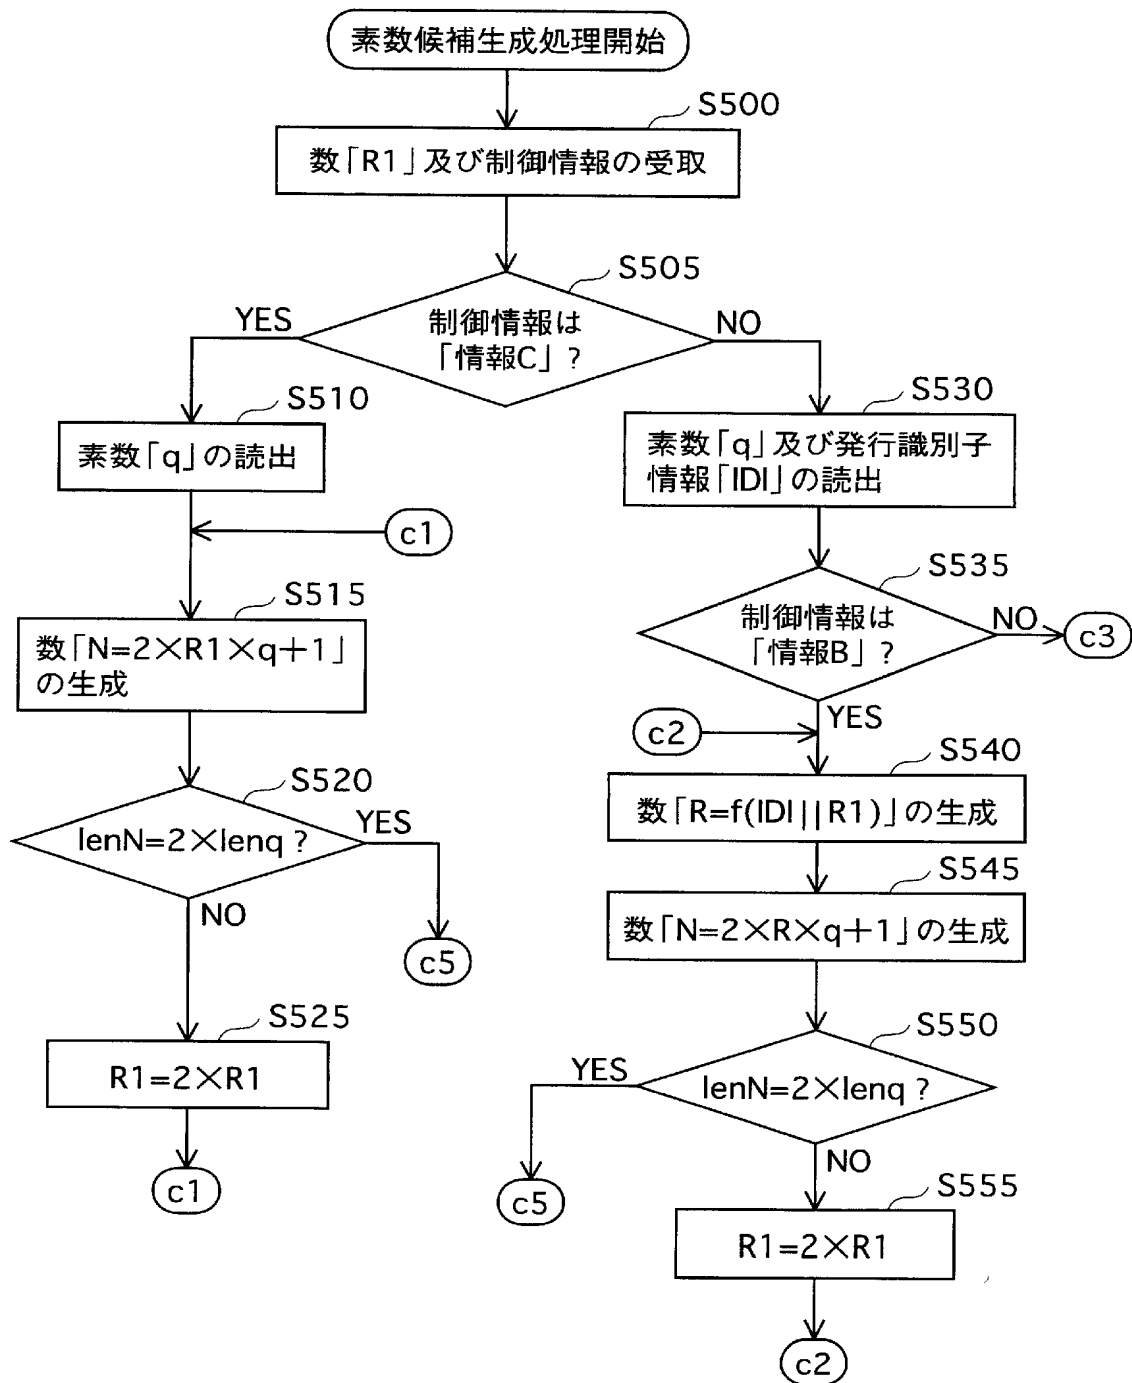 素数候補生成処理開始
S500
数「R1」及び制御情報の受取
S505
制御情報は
「情報C」?
YES
NO
S510
素数「q」の読出
c1
S515
数「N=2×R1×q+1」
の生成
S520
lenN=2×lenq ?
YES
c5
NO
S525
R1=2×R1
c1
S530
素数「q」及び発行識別子
情報「IDI」の読出
S535
制御情報は
「情報B」?
NO
c3
YES
c2
S540
数「R=f(IDI||R1)」の生成
S545
数「N=2×R×q+1」の生成
S550
lenN=2×lenq ?
YES
c5
NO
S555
R1=2×R1
c2